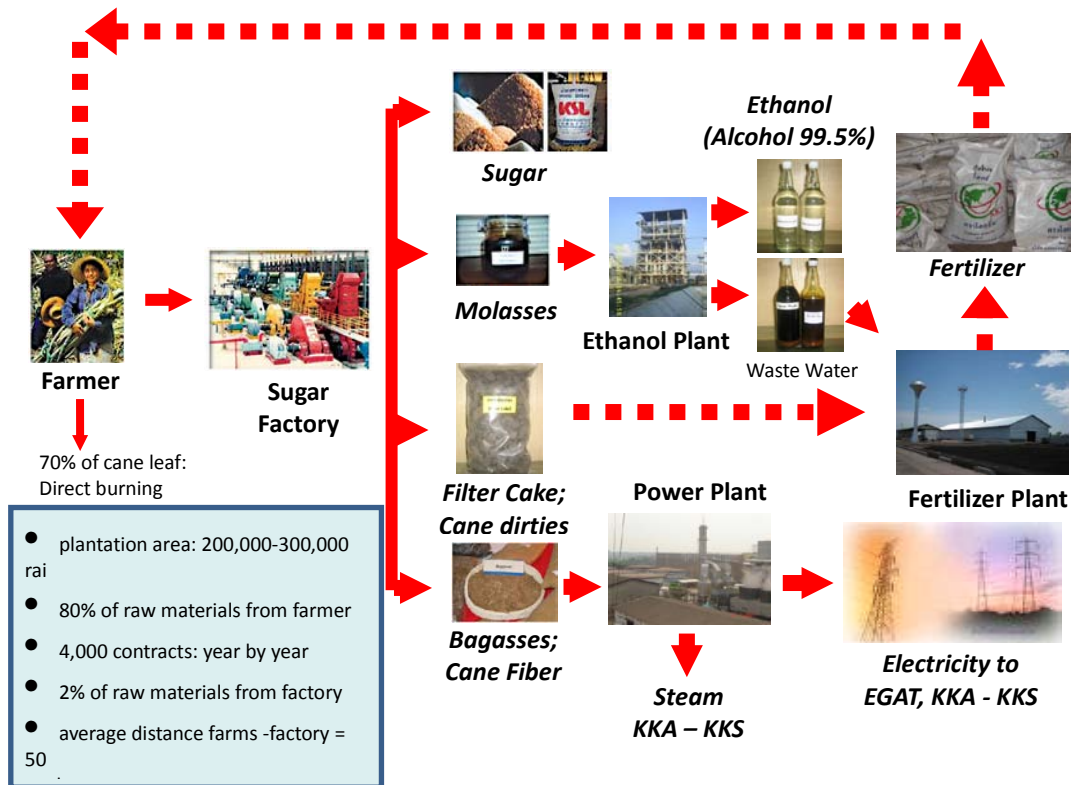 Ethanol
(Alcohol 99.5%)
KSL
Sugar
Fertilizer
Molasses
Ethanol Plant
Waste Water
Farmer
Sugar
Factory
70% of cane leaf:
Direct burning
Filter Cake;
Cane dirties
Power Plant
Fertilizer Plant
● plantation area: 200,000-300,000
rai
● 80% of raw materials from farmer
● 4,000 contracts: year by year
● 2% of raw materials from factory
● average distance farms -factory =
50
Bagasses;
Cane Fiber
Steam
KKA – KKS
Electricity to
EGAT, KKA - KKS